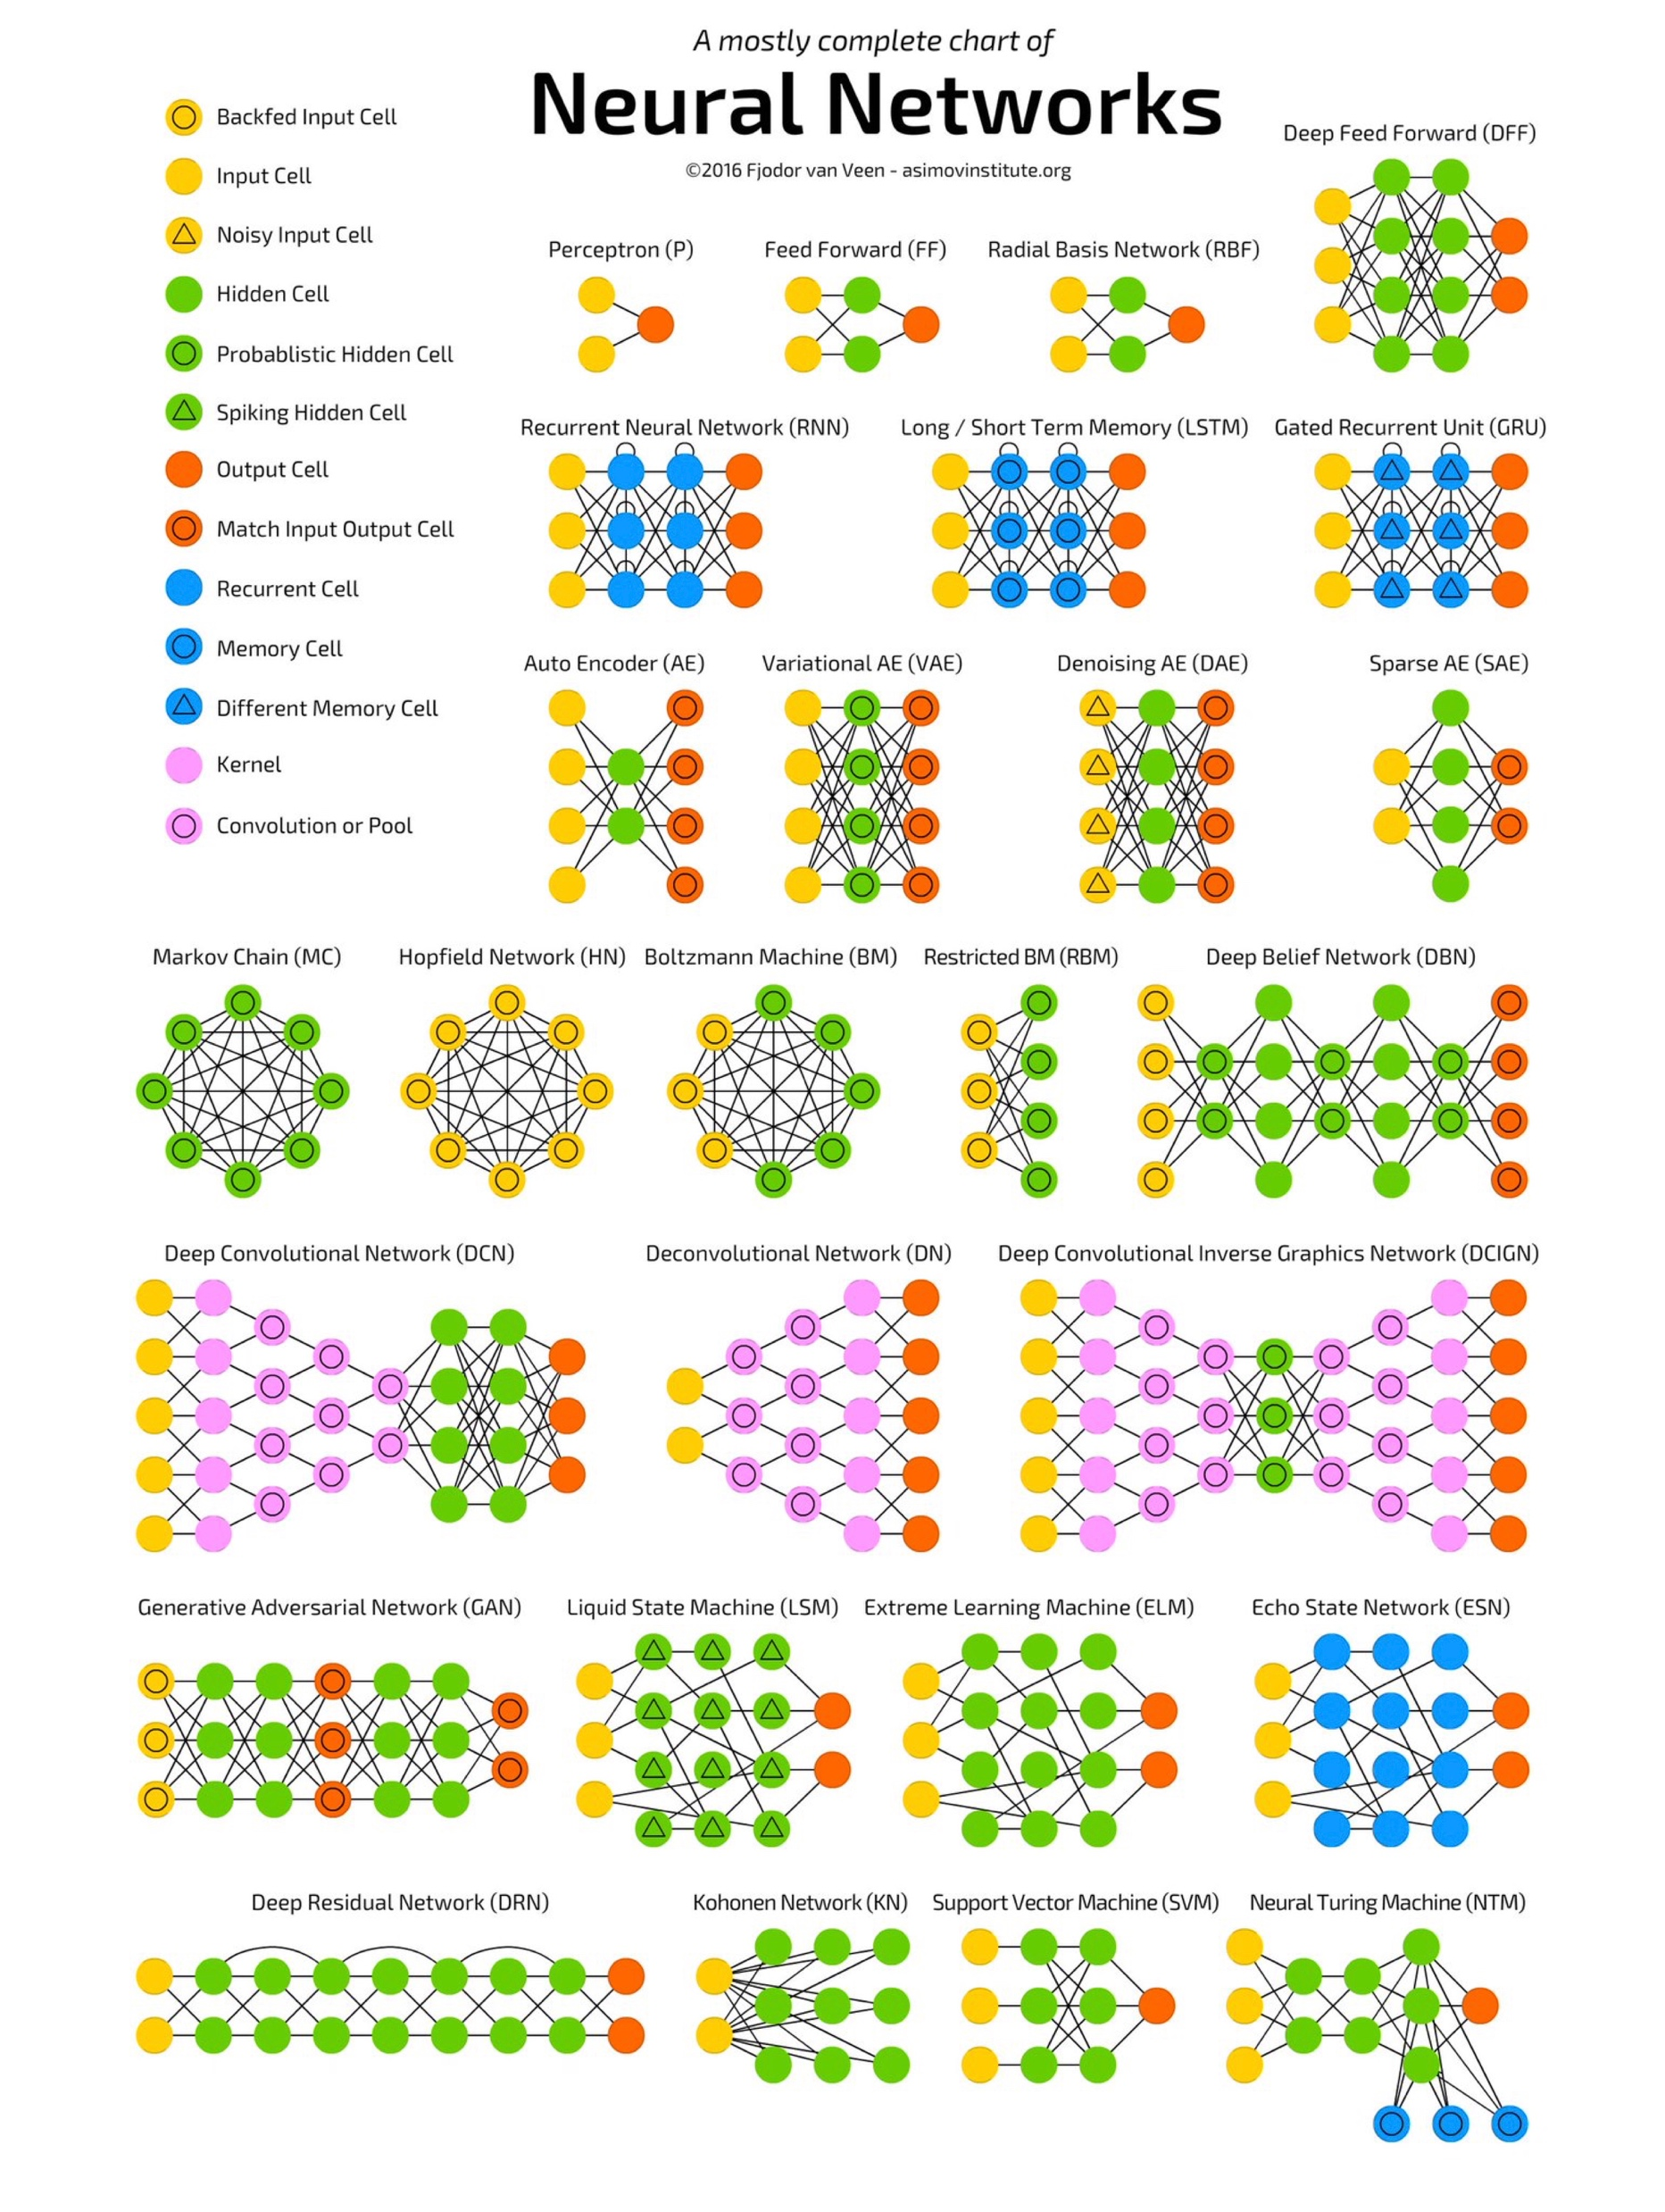 A mostly complete chart of
Neural Networks
©2016 Fjodor van Veen - asimovinstitute.org
Backfed Input Cell
Input Cell
Noisy Input Cell
Hidden Cell
Probablistic Hidden Cell
Spiking Hidden Cell
Output Cell
Match Input Output Cell
Recurrent Cell
Memory Cell
Different Memory Cell
Kernel
Convolution or Pool
Deep Feed Forward (DFF)
Perceptron (P)
Feed Forward (FF)
Radial Basis Network (RBF)
Recurrent Neural Network (RNN)
Long / Short Term Memory (LSTM)
Gated Recurrent Unit (GRU)
Auto Encoder (AE)
Variational AE (VAE)
Denoising AE (DAE)
Sparse AE (SAE)
Markov Chain (MC)
Hopfield Network (HN)
Boltzmann Machine (BM)
Restricted BM (RBM)
Deep Belief Network (DBN)
Deep Convolutional Network (DCN)
Deconvolutional Network (DN)
Deep Convolutional Inverse Graphics Network (DCIGN)
Generative Adversarial Network (GAN)
Liquid State Machine (LSM)
Extreme Learning Machine (ELM)
Echo State Network (ESN)
Deep Residual Network (DRN)
Kohonen Network (KN)
Support Vector Machine (SVM)
Neural Turing Machine (NTM)